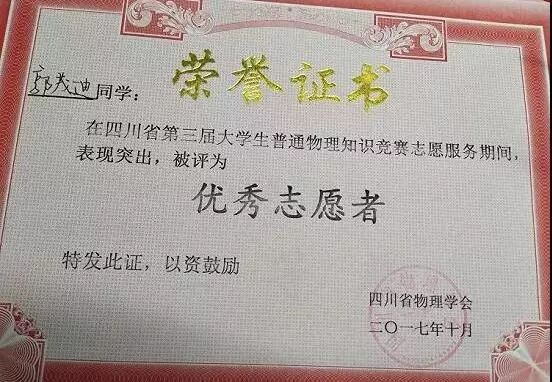 荣誉证书
郭茂迪同学：
在四川省第三届大学生普通物理知识竞赛志愿服务期间，
表现突出，被评为
优秀志愿者
特发此证，以资鼓励
四川省物理学会
二〇一七年十月